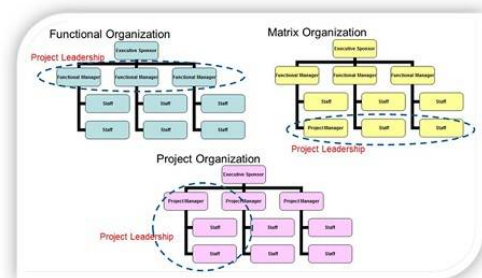 Functional Organization
Executive Sponsor
Project Leadership
Functional Manager Functional Manager Functional Manager
Staff Staff Staff
Staff Staff Staff
Matrix Organization
Executive Sponsor
Functional Manager Functional Manager Functional Manager
Staff Staff Staff
Project Manager Staff Staff
Project Leadership
Project Organization
Executive Sponsor
Project Manager Project Manager Project Manager
Staff Staff Staff
Project Leadership
Staff Staff Staff